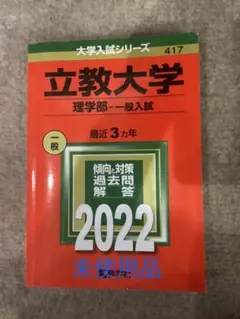 大学入試シリーズ
417
立教大学
理学部-一般入試
最近3カ年
一般
傾向と対策
過去問
解答
2022
未使用品